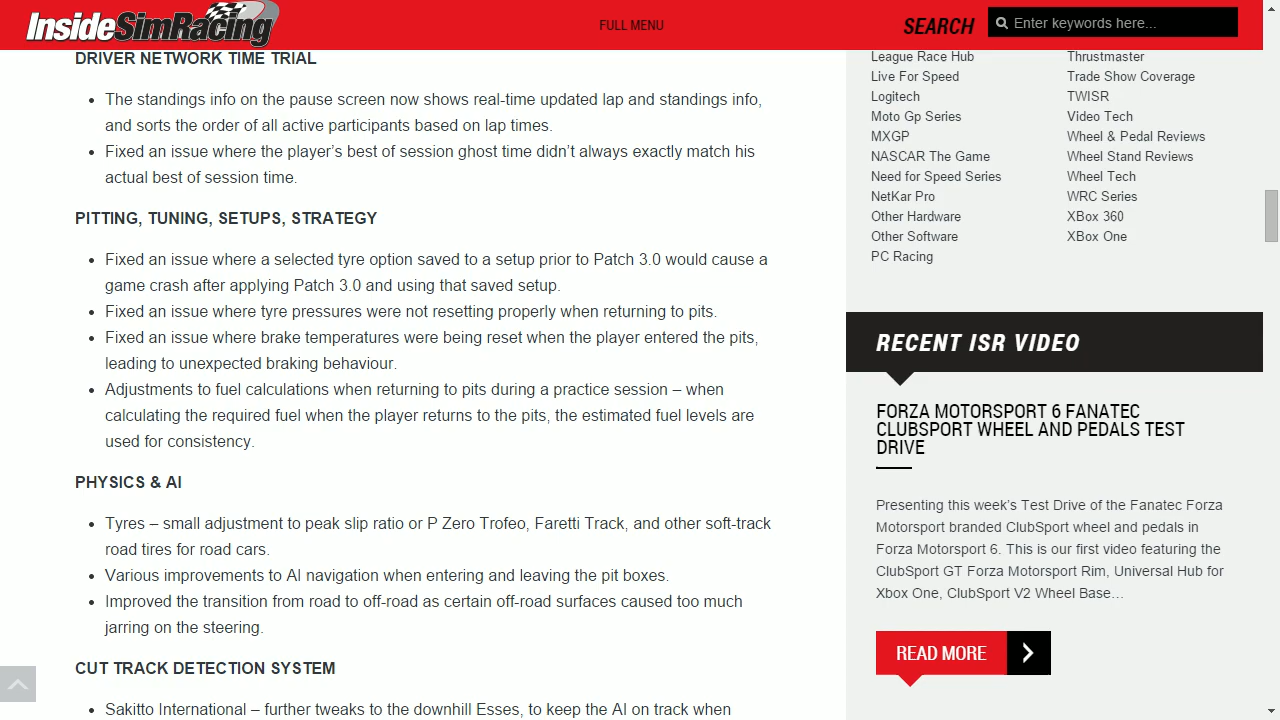 InsideSimRacing
FULL MENU
SEARCH
Enter keywords here...
DRIVER NETWORK TIME TRIAL
• The standings info on the pause screen now shows real-time updated lap and standings info,
and sorts the order of all active participants based on lap times.
• Fixed an issue where the player’s best of session ghost time didn’t always exactly match his
actual best of session time.
PITTING, TUNING, SETUPS, STRATEGY
• Fixed an issue where a selected tyre option saved to a setup prior to Patch 3.0 would cause a
game crash after applying Patch 3.0 and using that saved setup.
• Fixed an issue where tyre pressures were not resetting properly when returning to pits.
• Fixed an issue where brake temperatures were being reset when the player entered the pits,
leading to unexpected braking behaviour.
• Adjustments to fuel calculations when returning to pits during a practice session – when
calculating the required fuel when the player returns to the pits, the estimated fuel levels are
used for consistency.
PHYSICS & AI
• Tyres – small adjustment to peak slip ratio or P Zero Trofeo, Faretti Track, and other soft-track
road tires for road cars.
• Various improvements to AI navigation when entering and leaving the pit boxes.
• Improved the transition from road to off-road as certain off-road surfaces caused too much
jarring on the steering.
CUT TRACK DETECTION SYSTEM
• Sakitto International – further tweaks to the downhill Esses, to keep the AI on track when
League Race Hub
Live For Speed
Logitech
Moto Gp Series
MXGP
NASCAR The Game
Need for Speed Series
NetKar Pro
Other Hardware
Other Software
PC Racing
Thrustmaster
Trade Show Coverage
TWISR
Video Tech
Wheel & Pedal Reviews
Wheel Stand Reviews
Wheel Tech
WRC Series
XBox 360
XBox One
RECENT ISR VIDEO
FORZA MOTORSPORT 6 FANATEC
CLUBSPORT WHEEL AND PEDALS TEST
DRIVE
Presenting this week’s Test Drive of the Fanatec Forza
Motorsport branded ClubSport wheel and pedals in
Forza Motorsport 6. This is our first video featuring the
ClubSport GT Forza Motorsport Rim, Universal Hub for
Xbox One, ClubSport V2 Wheel Base…
READ MORE